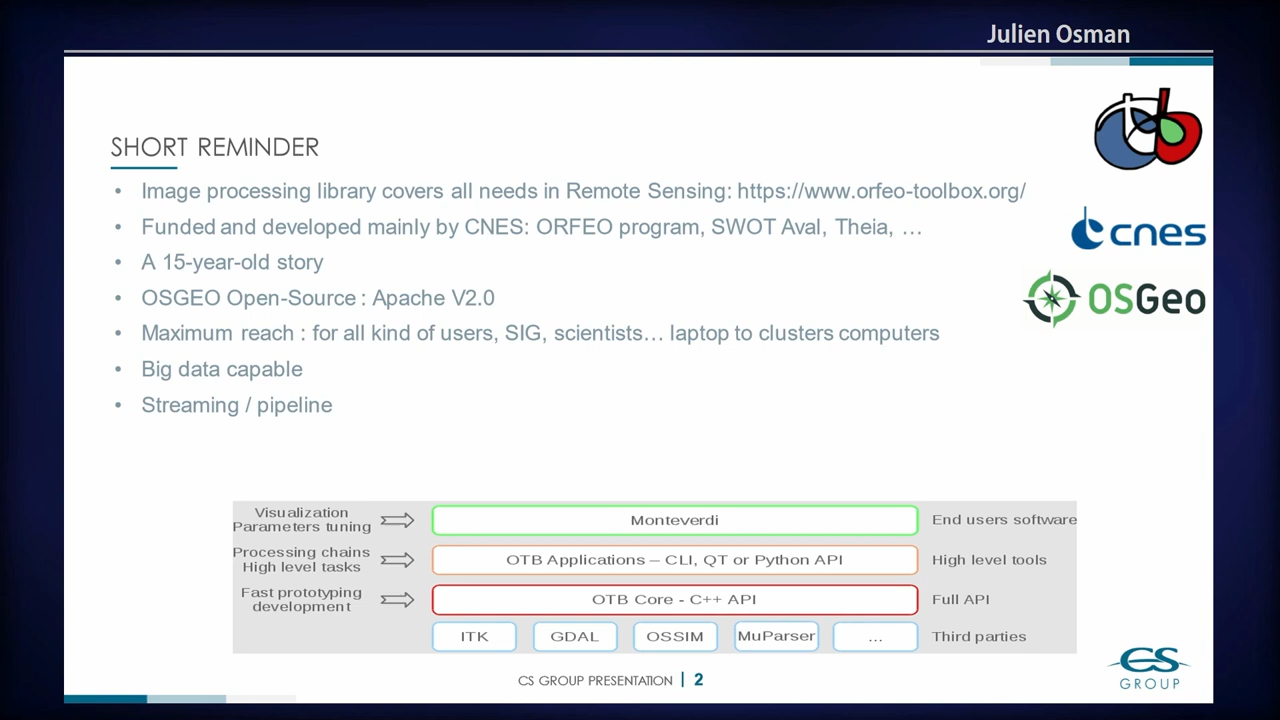 Julien Osman
SHORT REMINDER
• Image processing library covers all needs in Remote Sensing: https://www.orfeo-toolbox.org/
• Funded and developed mainly by CNES: ORFEO program, SWOT Aval, Theia, …
• A 15-year-old story
• OSGEO Open-Source : Apache V2.0
• Maximum reach : for all kind of users, SIG, scientists… laptop to clusters computers
• Big data capable
• Streaming / pipeline
otb
cnes
OSGeo
Visualization
Parameters tuning
Monteverdi
End users software
Processing chains
High level tasks
OTB Applications – CLI, QT or Python API
High level tools
Fast prototyping
development
OTB Core - C++ API
Full API
ITK GDAL OSSIM MuParser ...
Third parties
CS GROUP PRESENTATION | 2
CS
GROUP